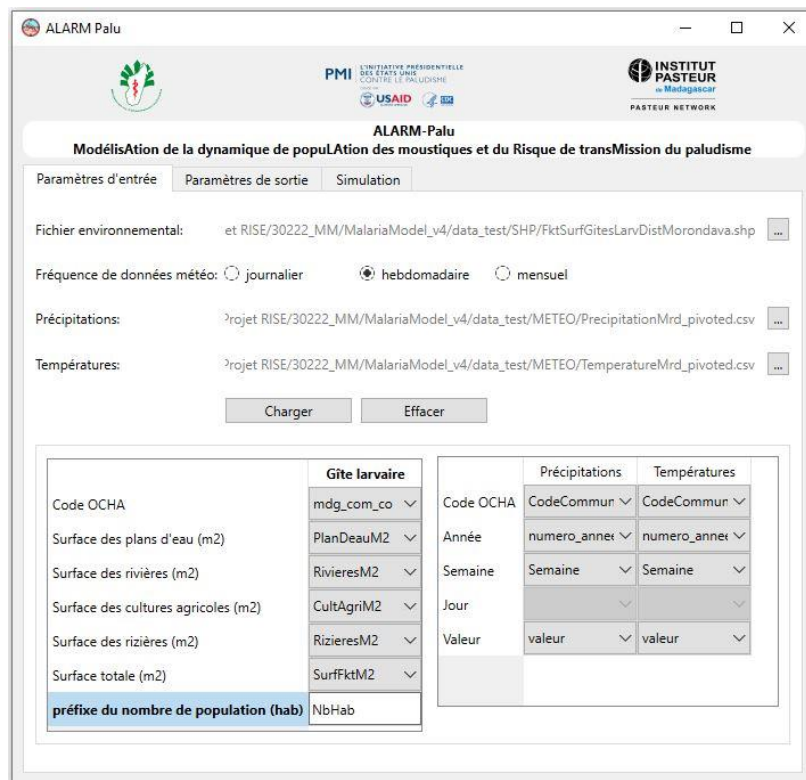 ALARM Palu
PMI L'INITIATIVE PRÉSIDENTIELLE
DES ÉTATS UNIS
CONTRE LE PALUDISME
USAID CDC
INSTITUT
PASTEUR
de Madagascar
PASTEUR NETWORK
ALARM-Palu
ModélisAtion de la dynamique de popuLAtion des moustiques et du Risque de transMission du paludisme
Paramètres d'entrée Paramètres de sortie Simulation
Fichier environnemental: et RISE/30222_MM/MalariaModel_v4/data_test/SHP/FktSurfGitesLarvDistMorondava.shp ...
Fréquence de données météo: journalier hebdomadaire mensuel
Précipitations: Projet RISE/30222_MM/MalariaModel_v4/data_test/METEO/PrecipitationMrd_pivoted.csv ...
Températures: Projet RISE/30222_MM/MalariaModel_v4/data_test/METEO/TemperatureMrd_pivoted.csv ...
Charger Effacer
Gîte larvaire
Code OCHA mdg_com_co
Surface des plans d'eau (m2) PlanDeauM2
Surface des rivières (m2) RivieresM2
Surface des cultures agricoles (m2) CultAgriM2
Surface des rizières (m2) RizieresM2
Surface totale (m2) SurfFktM2
préfixe du nombre de population (hab) NbHab
Précipitations Températures
Code OCHA CodeCommun CodeCommun
Année numero_annee numero_annee
Semaine Semaine Semaine
Jour
Valeur valeur valeur